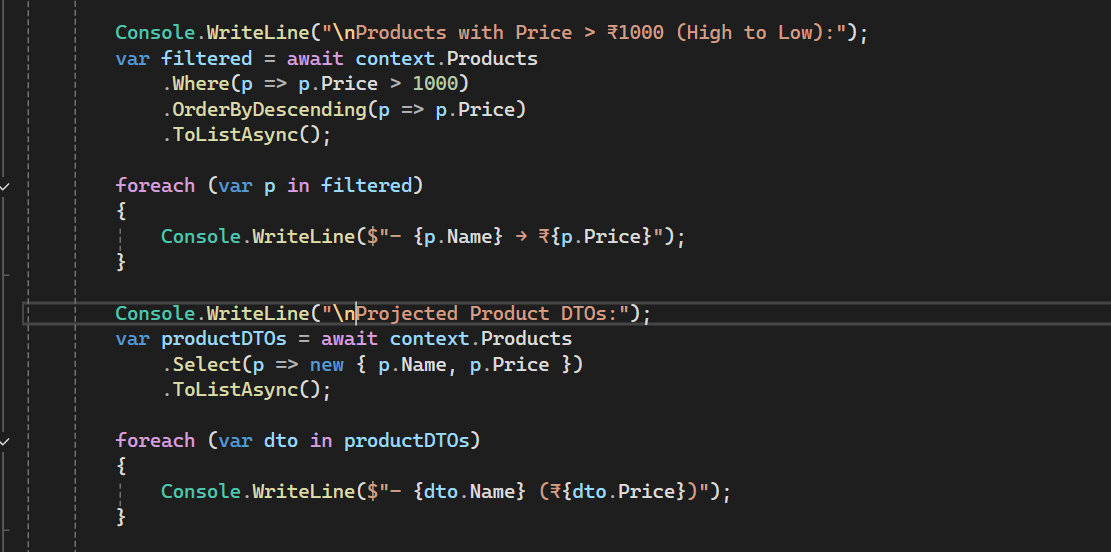 Console.WriteLine("\nProducts with Price > ₹1000 (High to Low):");
var filtered = await context.Products
.Where(p => p.Price > 1000)
.OrderByDescending(p => p.Price)
.ToListAsync();
foreach (var p in filtered)
{
Console.WriteLine($"- {p.Name} → ₹{p.Price}");
}
Console.WriteLine("\nProjected Product DTOs:");
var productDTOs = await context.Products
.Select(p => new { p.Name, p.Price })
.ToListAsync();
foreach (var dto in productDTOs)
{
Console.WriteLine($"- {dto.Name} (₹{dto.Price})");
}